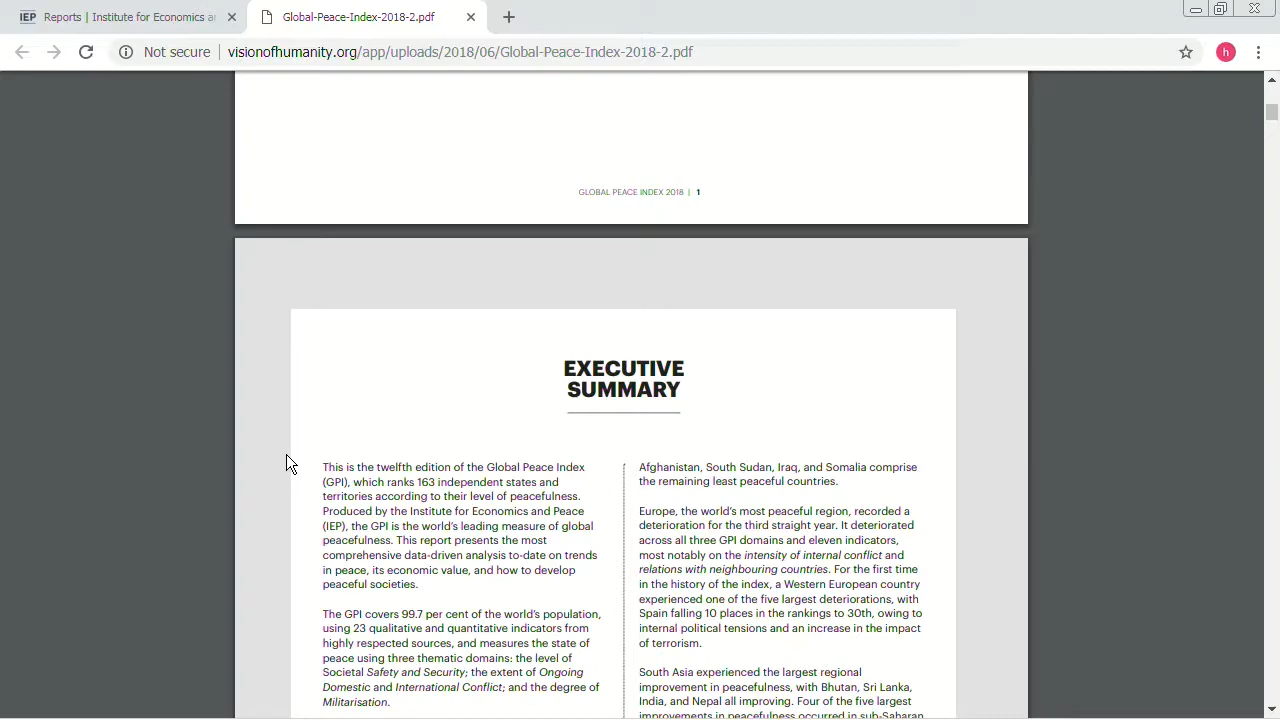 IEP Reports | Institute for Economics ar
Global-Peace-Index-2018-2.pdf
Not secure | visionofhumanity.org/app/uploads/2018/06/Global-Peace-Index-2018-2.pdf
h
GLOBAL PEACE INDEX 2018 | 1
EXECUTIVE
SUMMARY
This is the twelfth edition of the Global Peace Index
(GPI), which ranks 163 independent states and
territories according to their level of peacefulness.
Produced by the Institute for Economics and Peace
(IEP), the GPI is the world's leading measure of global
peacefulness. This report presents the most
comprehensive data-driven analysis to-date on trends
in peace, its economic value, and how to develop
peaceful societies.
The GPI covers 99.7 per cent of the world's population,
using 23 qualitative and quantitative indicators from
highly respected sources, and measures the state of
peace using three thematic domains: the level of
Societal Safety and Security; the extent of Ongoing
Domestic and International Conflict; and the degree of
Militarisation.
Afghanistan, South Sudan, Iraq, and Somalia comprise
the remaining least peaceful countries.
Europe, the world's most peaceful region, recorded a
deterioration for the third straight year. It deteriorated
across all three GPI domains and eleven indicators,
most notably on the intensity of internal conflict and
relations with neighbouring countries. For the first time
in the history of the index, a Western European country
experienced one of the five largest deteriorations, with
Spain falling 10 places in the rankings to 30th, owing to
internal political tensions and an increase in the impact
of terrorism.
South Asia experienced the largest regional
improvement in peacefulness, with Bhutan, Sri Lanka,
India, and Nepal all improving. Four of the five largest
improvements in peacefulness occurred in sub-Saharan